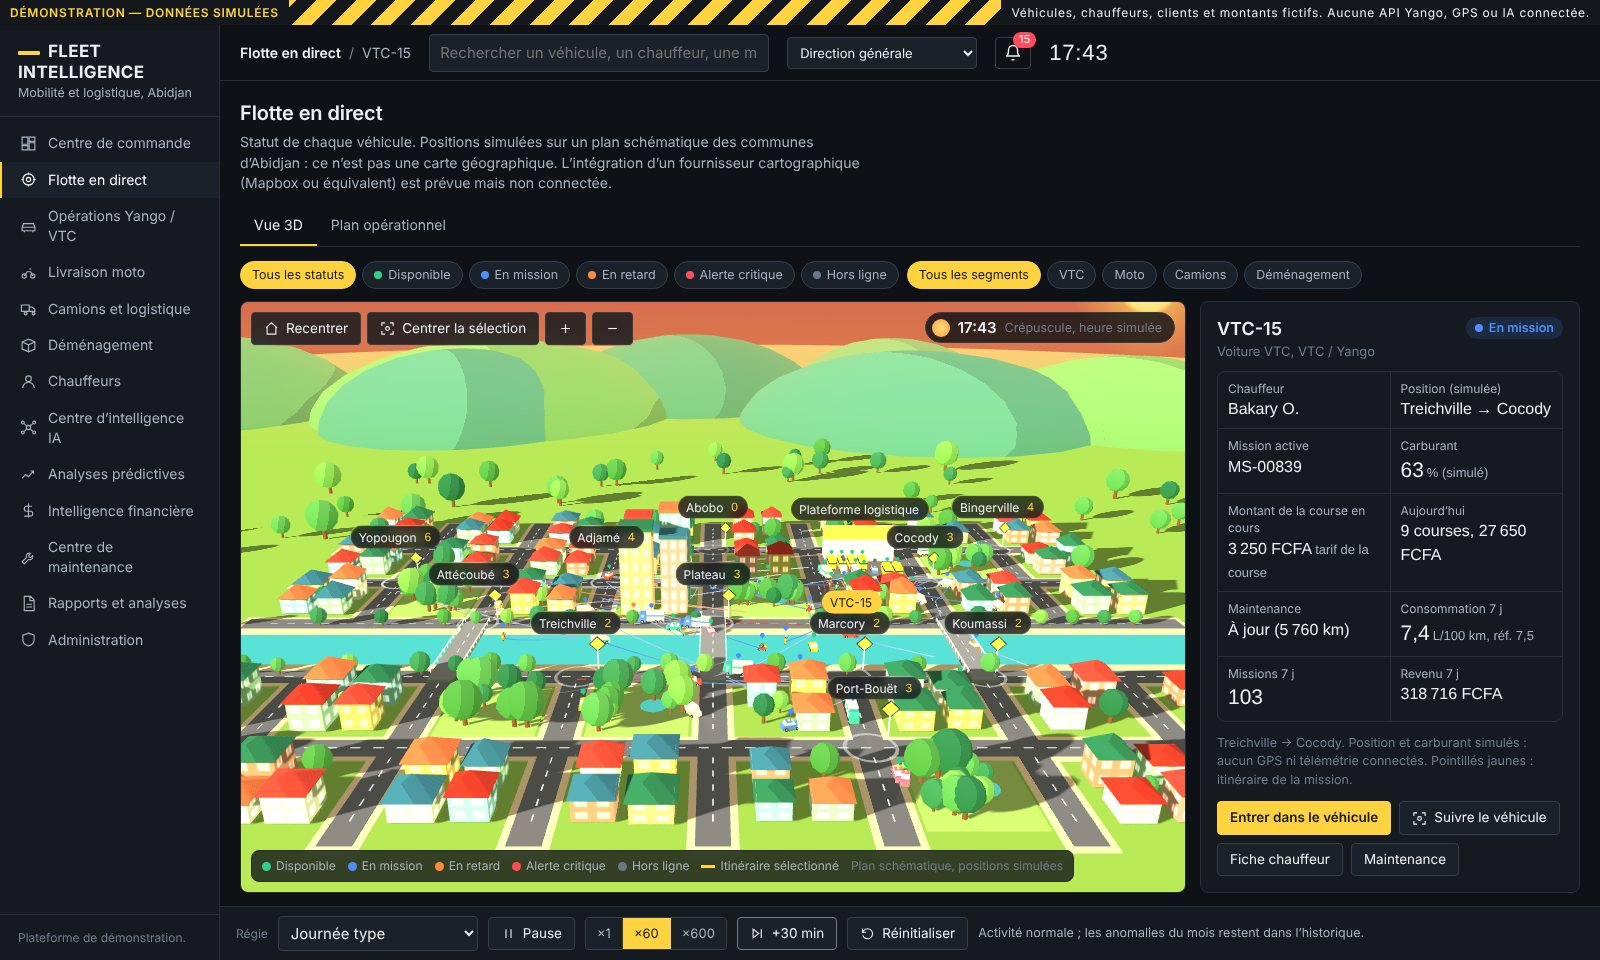 DÉMONSTRATION — DONNÉES SIMULÉES
Véhicules, chauffeurs, clients et montants fictifs. Aucune API Yango, GPS ou IA connectée.
FLEET
INTELLIGENCE
Mobilité et logistique, Abidjan
Flotte en direct / VTC-15
Rechercher un véhicule, un chauffeur, une m
Direction générale
15
17:43
Centre de commande
Flotte en direct
Opérations Yango /
VTC
Livraison moto
Camions et logistique
Déménagement
Chauffeurs
Centre d’intelligence
IA
Analyses prédictives
Intelligence financière
Centre de
maintenance
Rapports et analyses
Administration
Plateforme de démonstration.
Flotte en direct
Statut de chaque véhicule. Positions simulées sur un plan schématique des communes
d’Abidjan : ce n’est pas une carte géographique. L’intégration d’un fournisseur cartographique
(Mapbox ou équivalent) est prévue mais non connectée.
Vue 3D
Plan opérationnel
Tous les statuts
Disponible
En mission
En retard
Alerte critique
Hors ligne
Tous les segments
VTC
Moto
Camions
Déménagement
Recentrer
Centrer la sélection
+
−
17:43 Crépuscule, heure simulée
Abobo 0
Plateforme logistique
Bingerville 4
Yopougon 6
Adjamé 4
Cocody 3
Attécoubé 3
Plateau 3
VTC-15
Treichville 2
Marcory 2
Koumassi 2
Port-Bouët 3
Disponible
En mission
En retard
Alerte critique
Hors ligne
Itinéraire sélectionné
Plan schématique, positions simulées
VTC-15
En mission
Voiture VTC, VTC / Yango
Chauffeur
Bakary O.
Position (simulée)
Treichville → Cocody
Mission active
MS-00839
Carburant
63 % (simulé)
Montant de la course en
cours
3 250 FCFA tarif de la
course
Aujourd’hui
9 courses, 27 650
FCFA
Maintenance
À jour (5 760 km)
Consommation 7 j
7,4 L/100 km, réf. 7,5
Missions 7 j
103
Revenu 7 j
318 716 FCFA
Treichville → Cocody. Position et carburant simulés :
aucun GPS ni télémétrie connectés. Pointillés jaunes :
itinéraire de la mission.
Entrer dans le véhicule
Suivre le véhicule
Fiche chauffeur
Maintenance
Régie
Journée type
Pause
×1
×60
×600
+30 min
Réinitialiser
Activité normale ; les anomalies du mois restent dans l’historique.